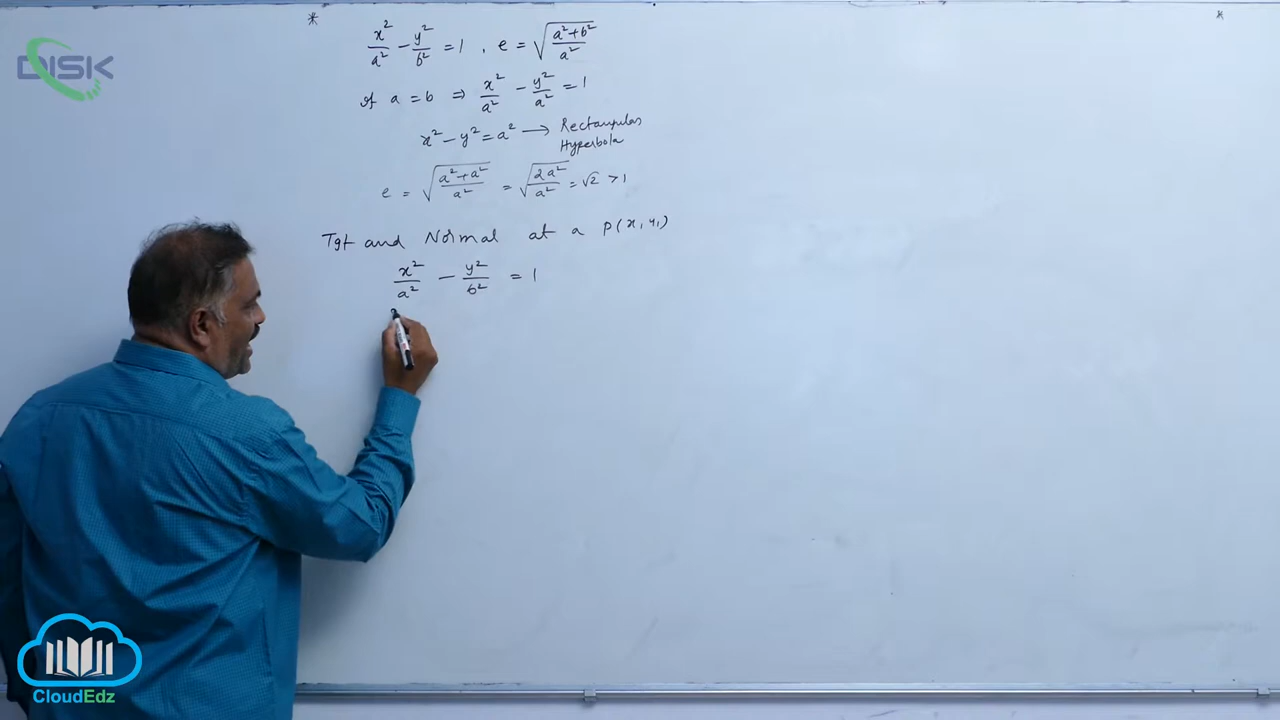 * *
DISK
x²/a² − y²/b² = 1 , e = √((a²+b²)/a²)
If a = b ⇒ x²/a² − y²/a² = 1
x² − y² = a² → Rectangular
Hyperbola
e = √((a²+a²)/a²) = √(2a²/a²) = √2 > 1
Tgt and Normal at a P(x₁ y₁)
x²/a² − y²/b² = 1
CloudEdz